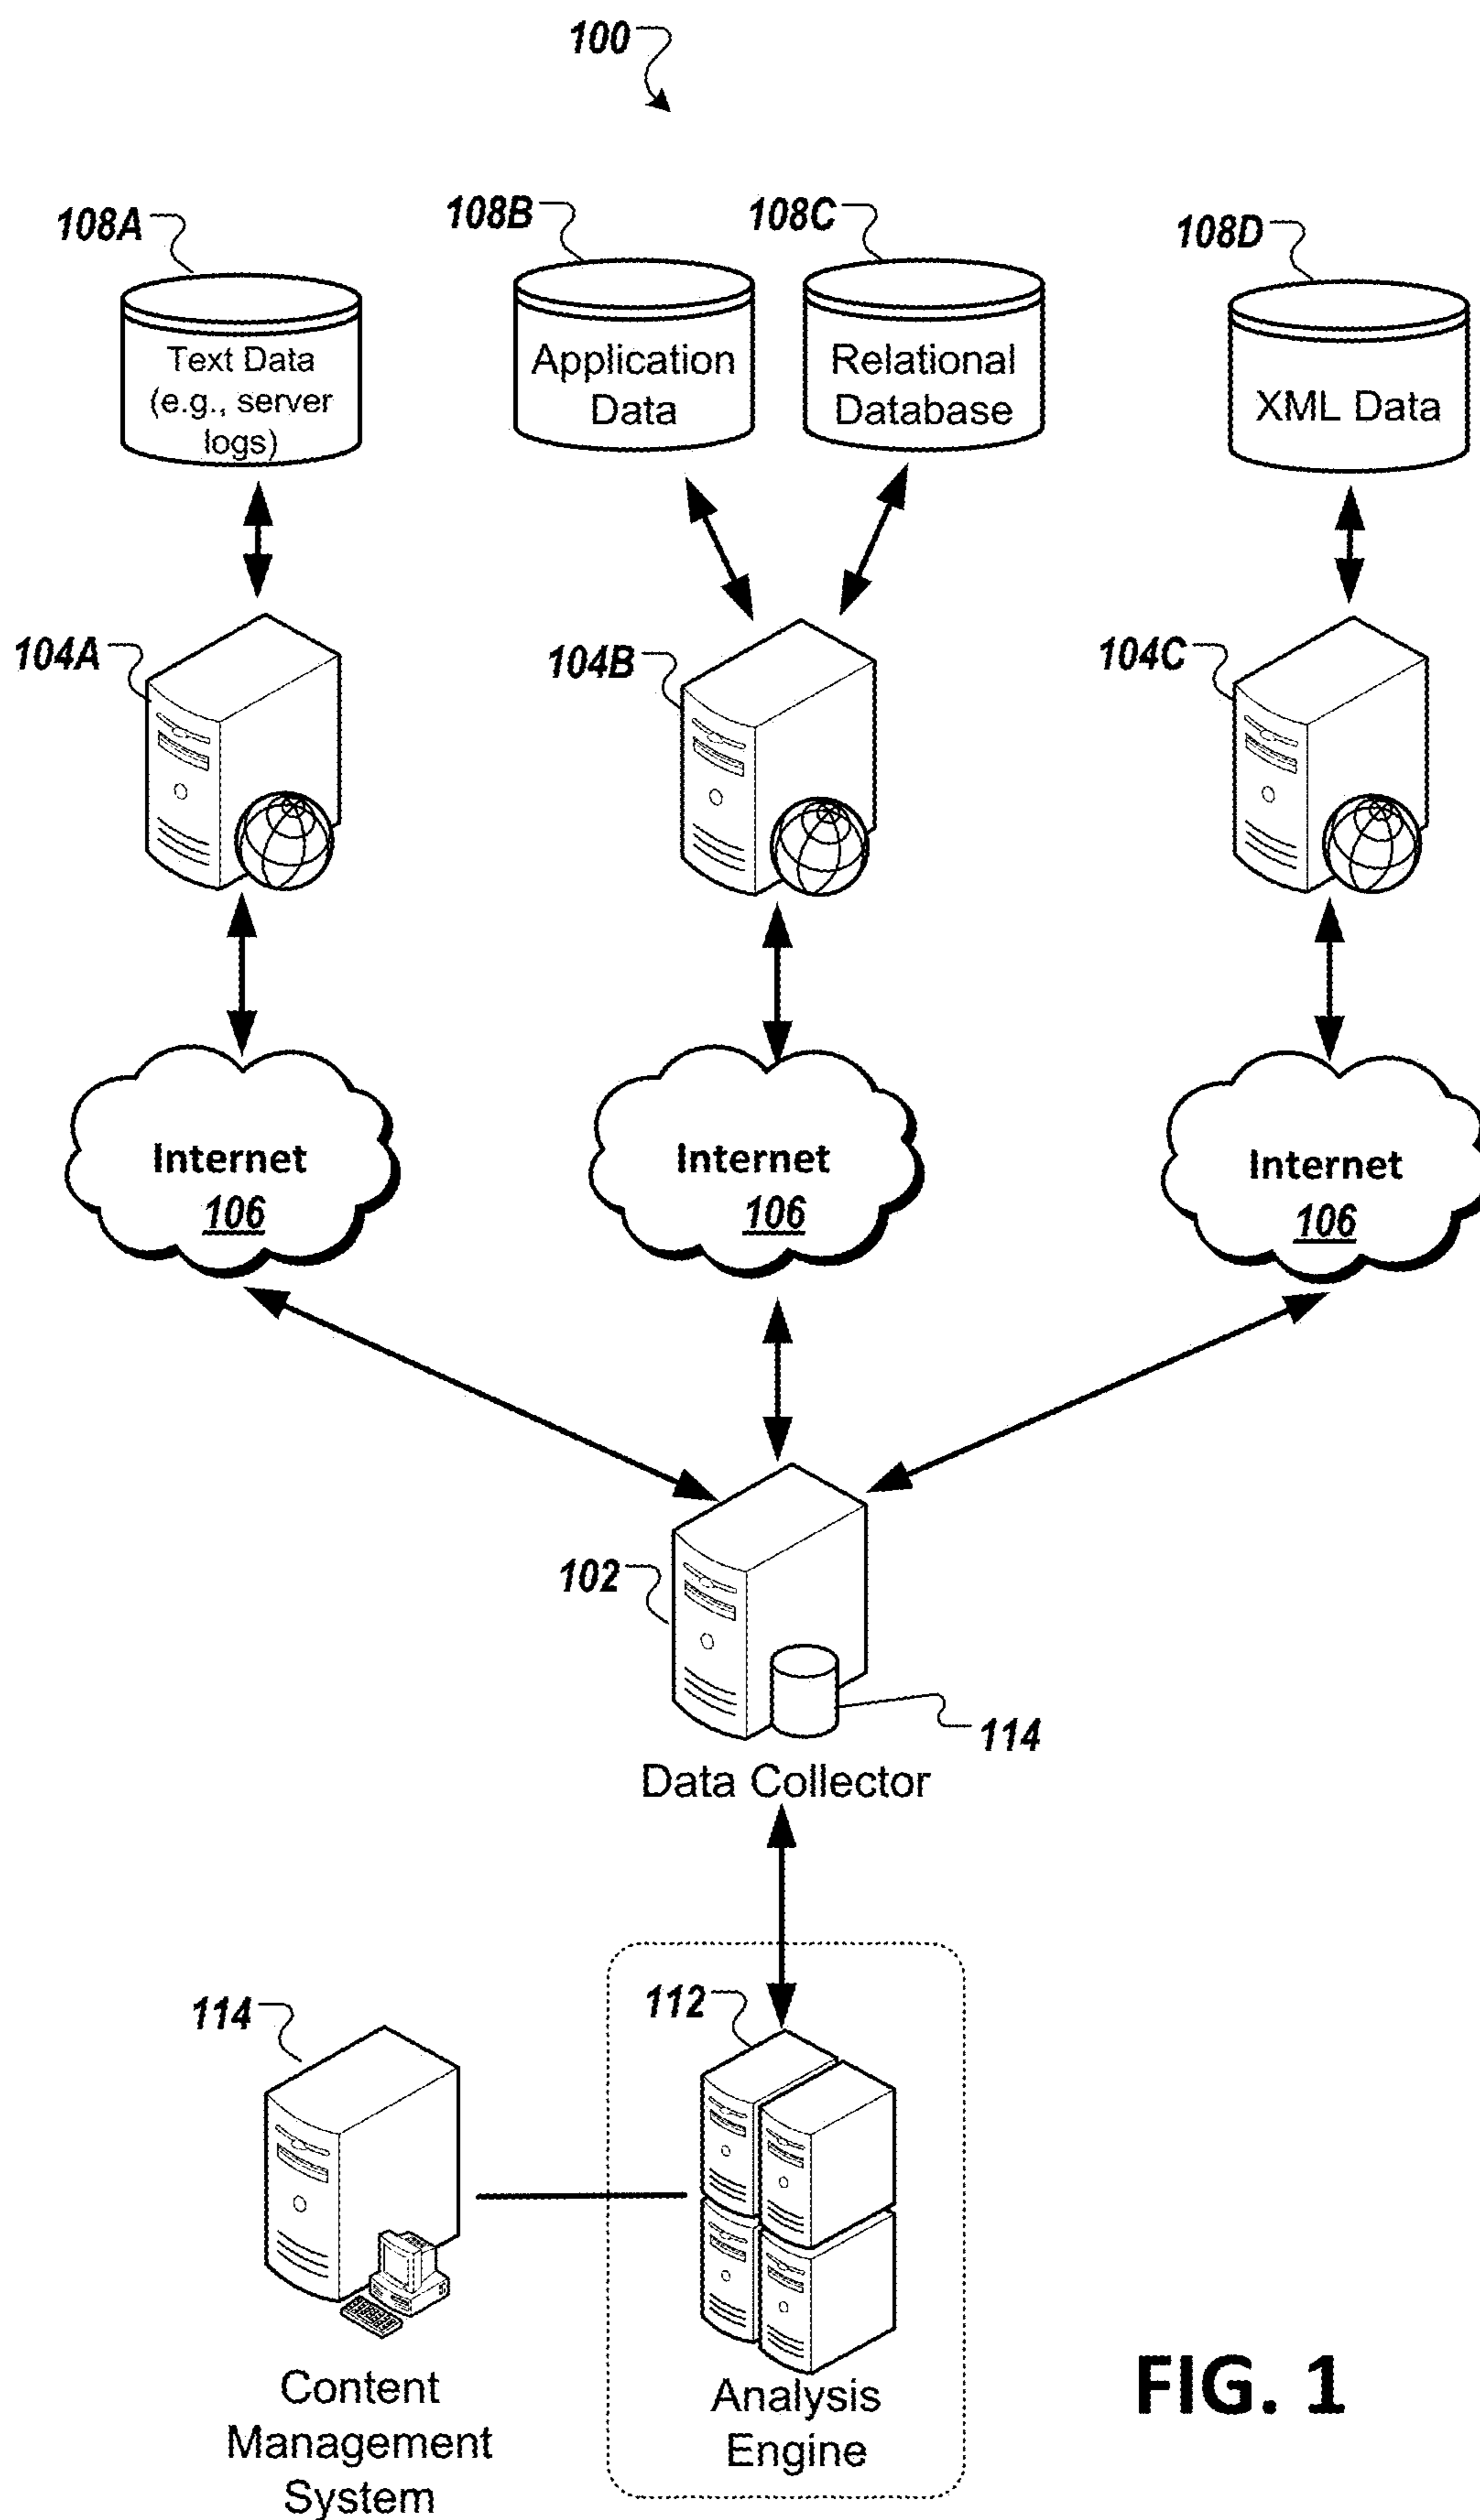 100
108A
108B
108C
108D
Text Data
(e.g., server
logs)
Application
Data
Relational
Database
XML Data
104A
104B
104C
Internet
106
Internet
106
Internet
106
102
114
Data Collector
114
112
Content
Management
System
Analysis
Engine
FIG. 1